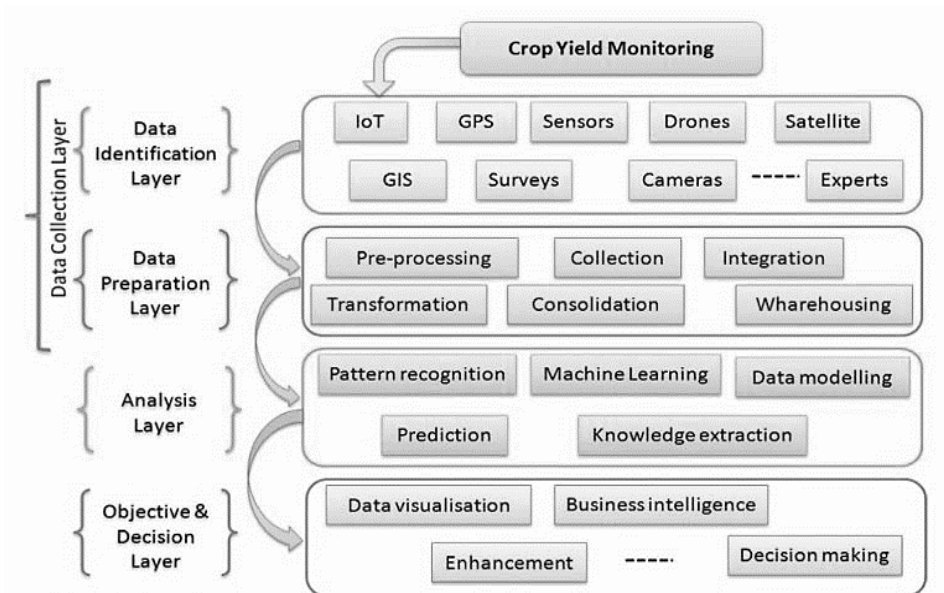 Crop Yield Monitoring
Data Collection Layer
Data
Identification
Layer
IoT
GPS
Sensors
Drones
Satellite
GIS
Surveys
Cameras
Experts
Data
Preparation
Layer
Pre-processing
Collection
Integration
Transformation
Consolidation
Wharehousing
Analysis
Layer
Pattern recognition
Machine Learning
Data modelling
Prediction
Knowledge extraction
Objective &
Decision
Layer
Data visualisation
Business intelligence
Enhancement
Decision making